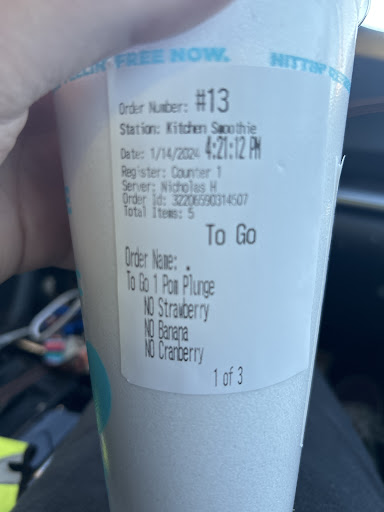 FREE NOW.
Order Number: #13
Station: Kitchen Smoothie
Date: 1/14/2024 4:21:12 PM
Register: Counter 1
Server: Nicholas H
Order Id: 32206590314507
Total Items: 5
To Go
Order Name: .
To Go 1 Pom Plunge
NO Strawberry
NO Banana
NO Cranberry
1 of 3